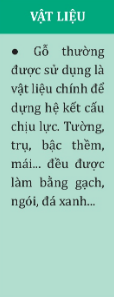 VẬT LIỆU
● Gỗ thường
được sử dụng là
vật liệu chính để
dựng hệ kết cấu
chịu lực. Tường,
trụ, bậc thềm,
mái... đều được
làm bằng gạch,
ngói, đá xanh...